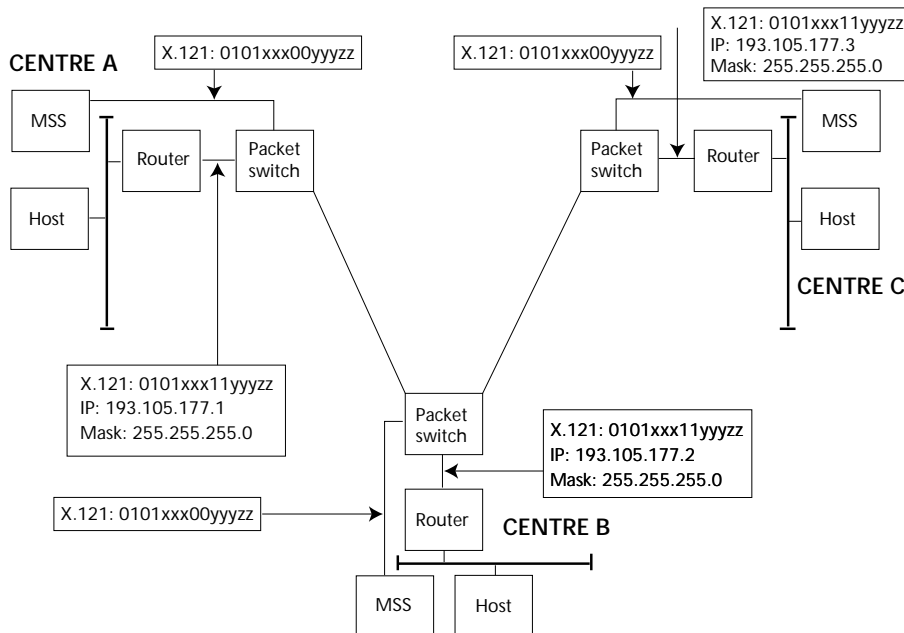 X.121: 0101xxx11yyyzz
IP: 193.105.177.3
Mask: 255.255.255.0
X.121: 0101xxx00yyyzz
X.121: 0101xxx00yyyzz
CENTRE A
MSS
Router
Packet
switch
Host
Packet
switch
Router
MSS
Host
CENTRE C
X.121: 0101xxx11yyyzz
IP: 193.105.177.1
Mask: 255.255.255.0
Packet
switch
X.121: 0101xxx11yyyzz
IP: 193.105.177.2
Mask: 255.255.255.0
X.121: 0101xxx00yyyzz
Router
CENTRE B
MSS
Host